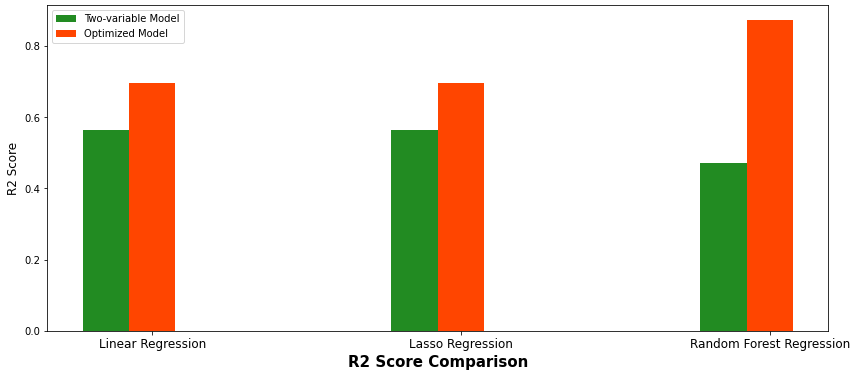 Two-variable Model
Optimized Model
R2 Score
0.8
0.6
0.4
0.2
0.0
Linear Regression
Lasso Regression
Random Forest Regression
R2 Score Comparison